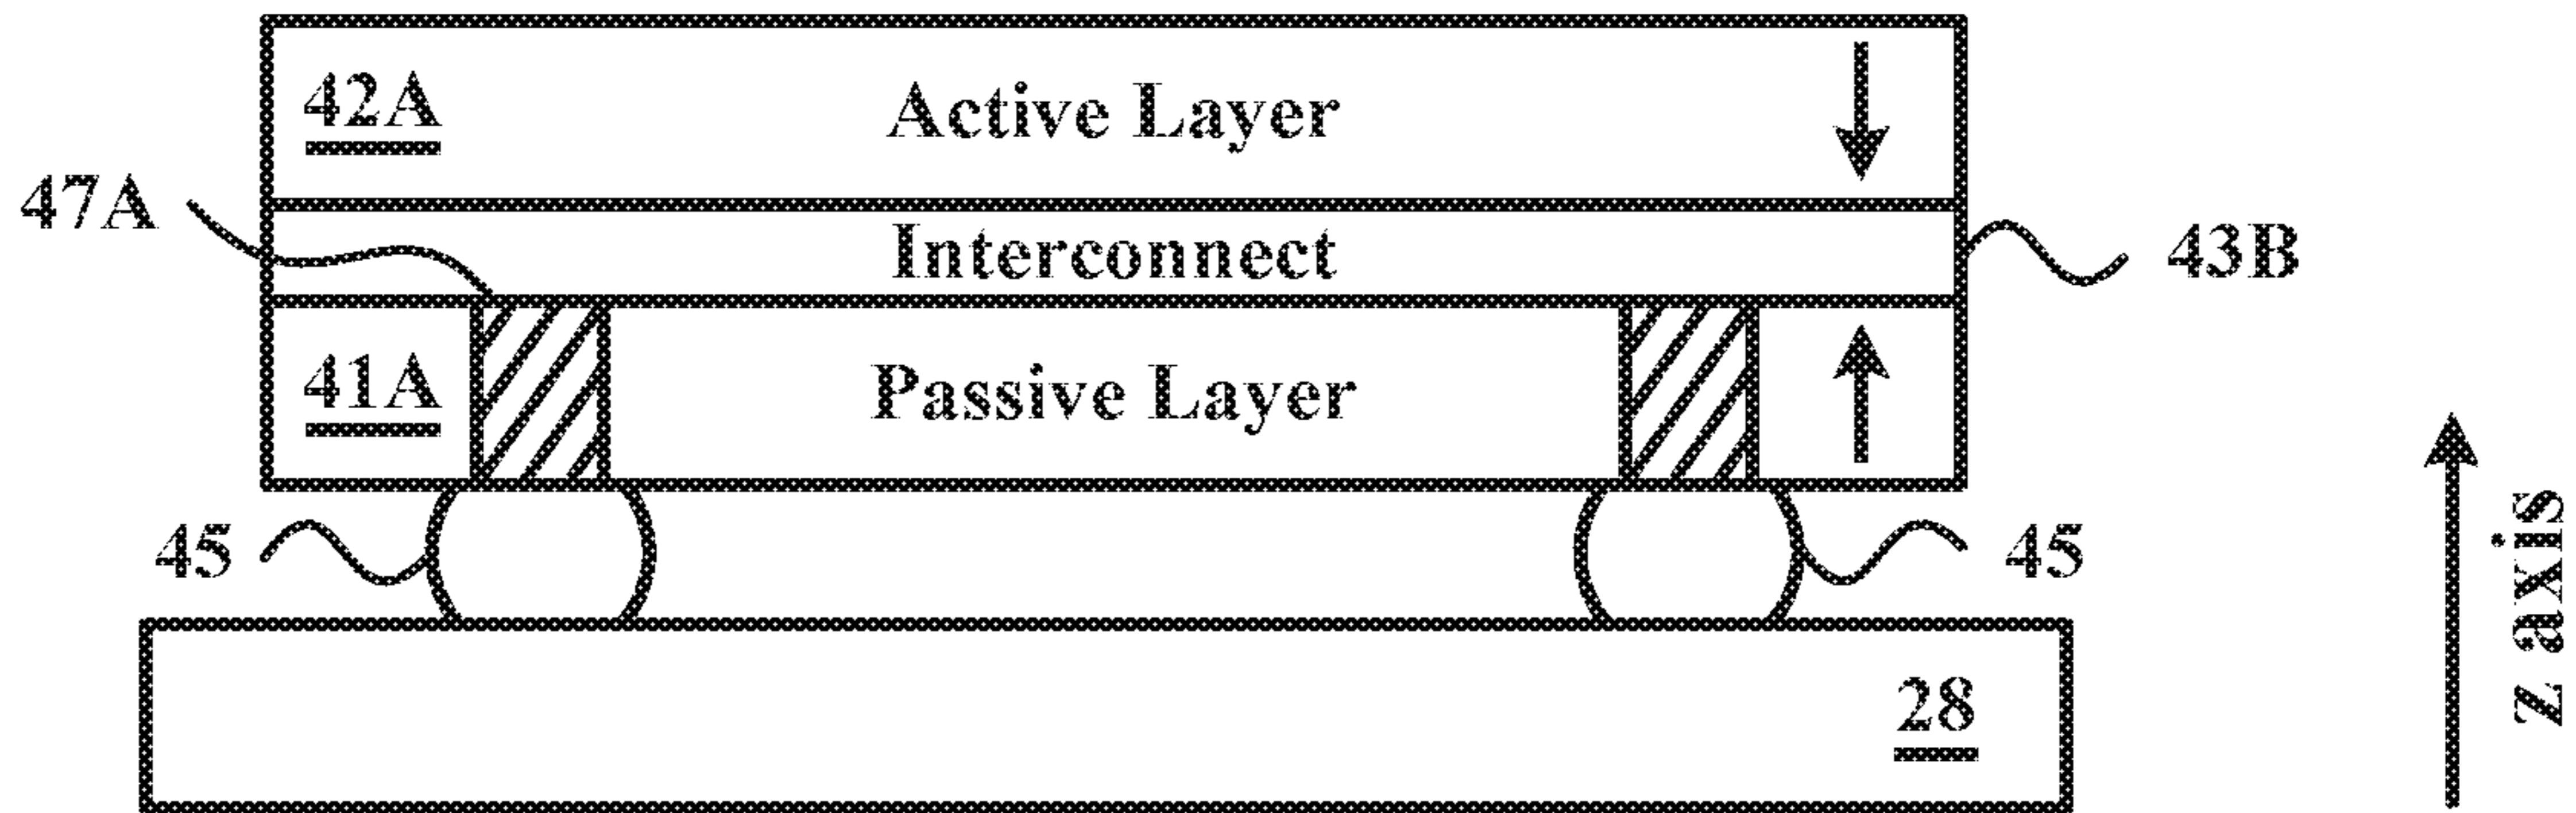 42A
Active Layer
47A
Interconnect
43B
41A
Passive Layer
45
45
28
z axis